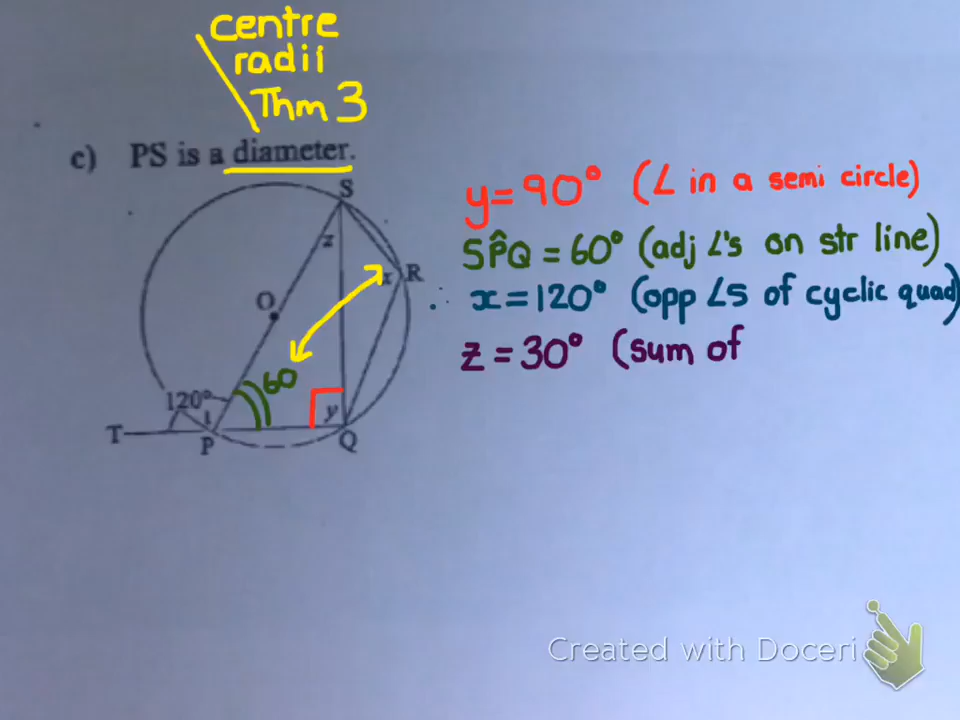 centre
radii
Thm 3
c) PS is a diameter.
S
z
R
x
O
60
120°
1
y
T
P
Q
y = 90° (∠ in a semi circle)
SP̂Q = 60° (adj ∠'s on str line)
∴ x = 120° (opp ∠s of cyclic quad)
z = 30° (sum of
Created with Doceri